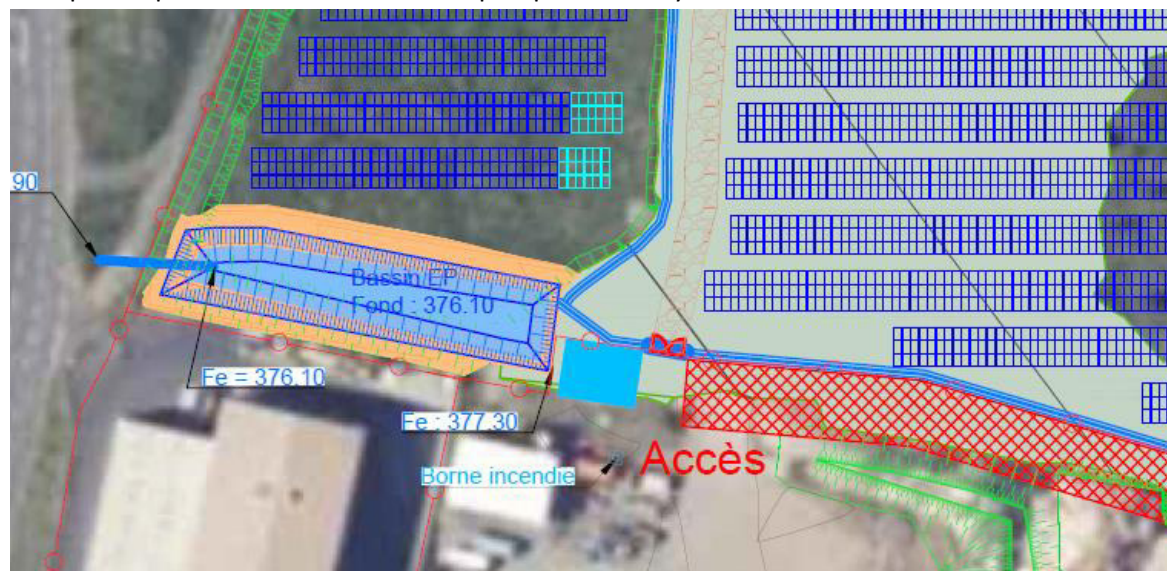 90
Bassin EP
Fond : 376.10
Fe = 376.10
Fe : 377.30
Borne incendie
Accès